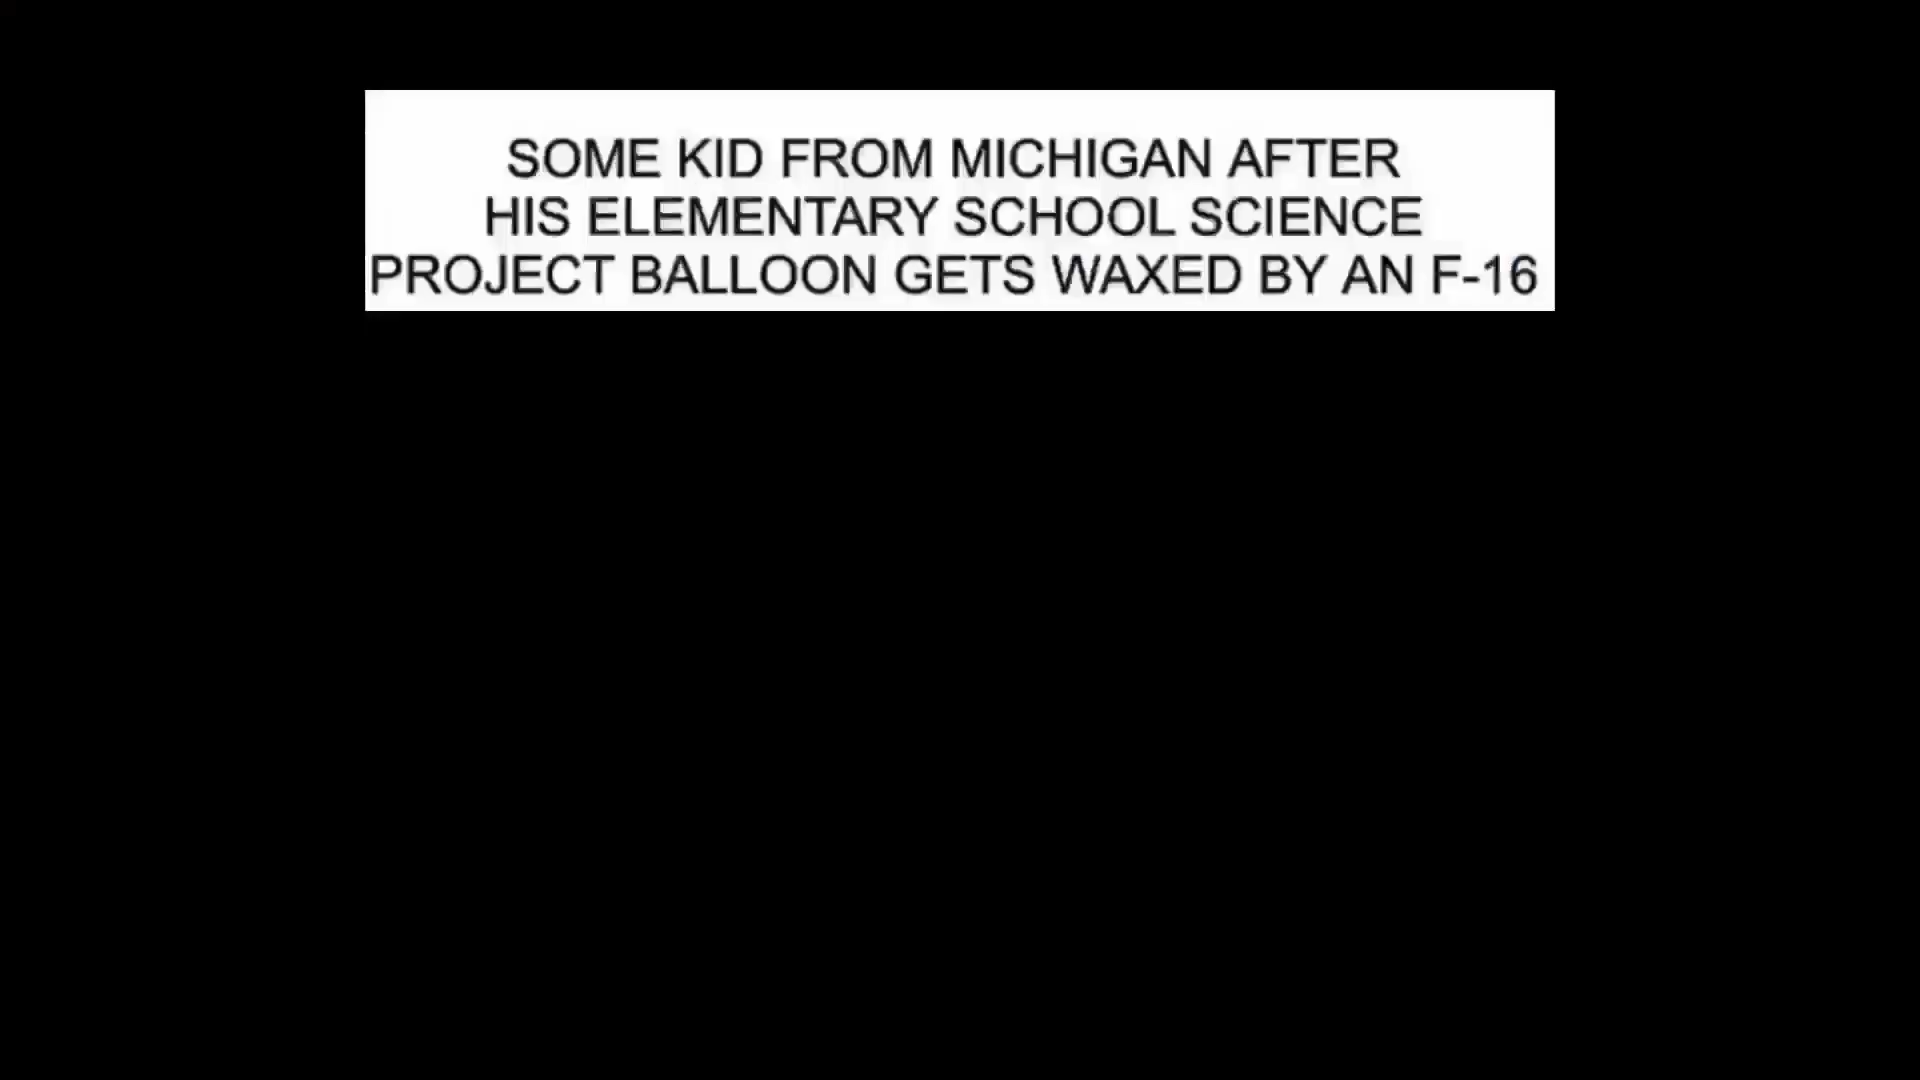 SOME KID FROM MICHIGAN AFTER
HIS ELEMENTARY SCHOOL SCIENCE
PROJECT BALLOON GETS WAXED BY AN F-16